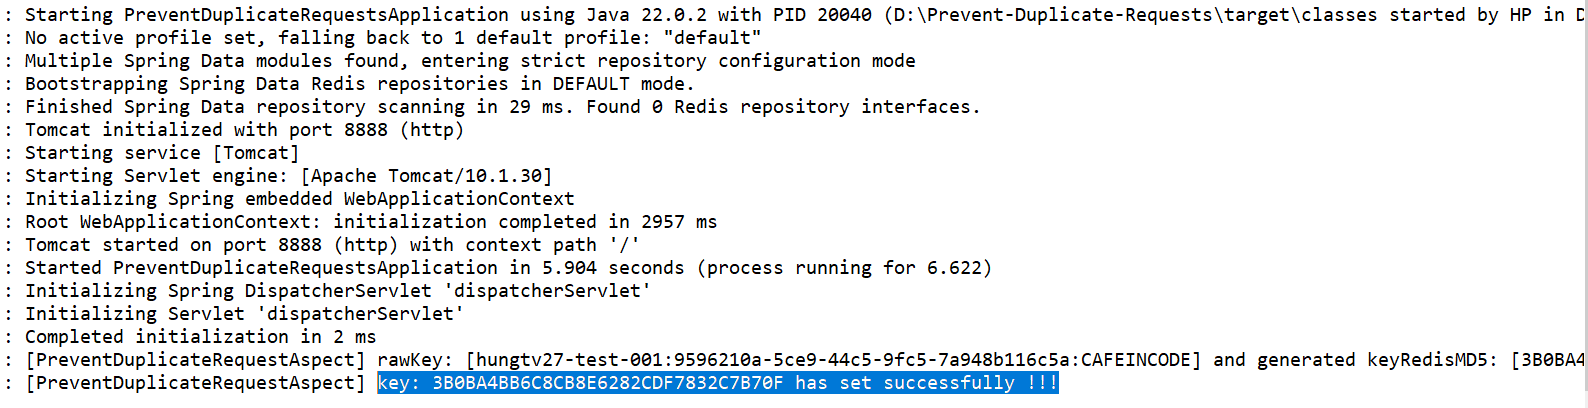 : Starting PreventDuplicateRequestsApplication using Java 22.0.2 with PID 20040 (D:\Prevent-Duplicate-Requests\target\classes started by HP in D
: No active profile set, falling back to 1 default profile: "default"
: Multiple Spring Data modules found, entering strict repository configuration mode
: Bootstrapping Spring Data Redis repositories in DEFAULT mode.
: Finished Spring Data repository scanning in 29 ms. Found 0 Redis repository interfaces.
: Tomcat initialized with port 8888 (http)
: Starting service [Tomcat]
: Starting Servlet engine: [Apache Tomcat/10.1.30]
: Initializing Spring embedded WebApplicationContext
: Root WebApplicationContext: initialization completed in 2957 ms
: Tomcat started on port 8888 (http) with context path '/'
: Started PreventDuplicateRequestsApplication in 5.904 seconds (process running for 6.622)
: Initializing Spring DispatcherServlet 'dispatcherServlet'
: Initializing Servlet 'dispatcherServlet'
: Completed initialization in 2 ms
: [PreventDuplicateRequestAspect] rawKey: [hungtv27-test-001:9596210a-5ce9-44c5-9fc5-7a948b116c5a:CAFEINCODE] and generated keyRedisMD5: [3B0BA4
: [PreventDuplicateRequestAspect] key: 3B0BA4BB6C8CB8E6282CDF7832C7B70F has set successfully !!!